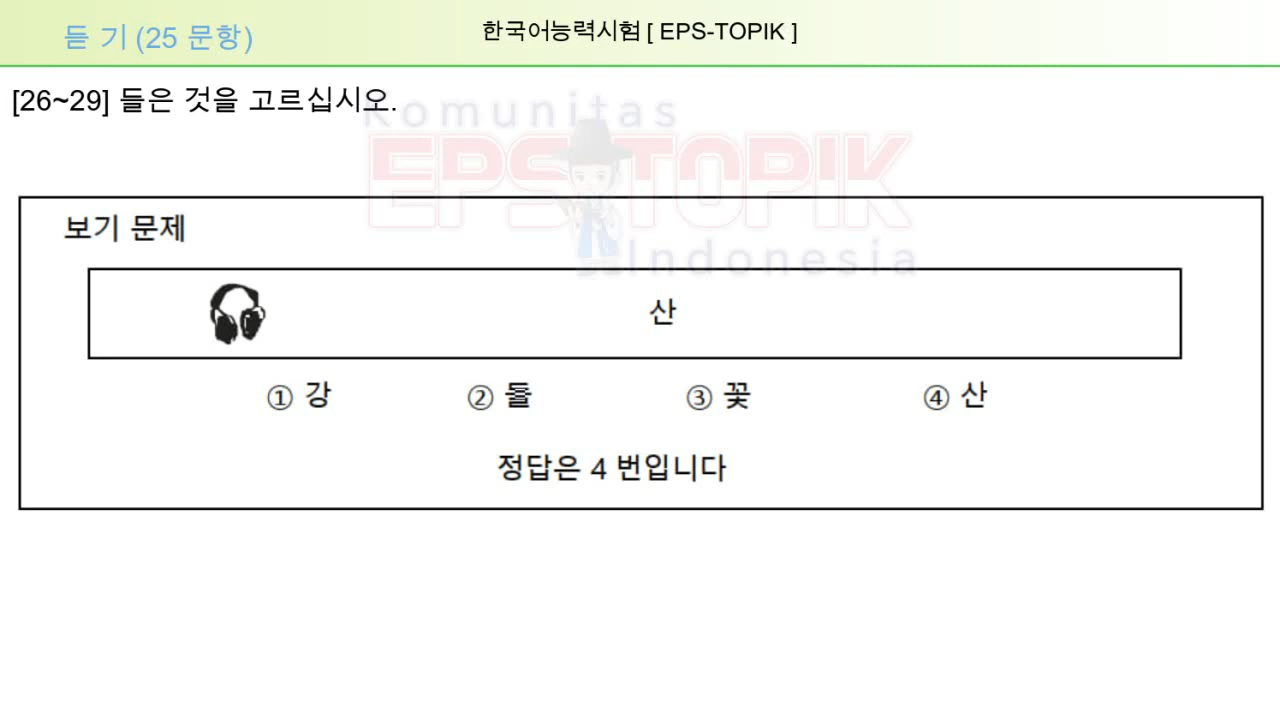 듣 기 (25 문항)
한국어능력시험 [ EPS-TOPIK ]
[26~29] 들은 것을 고르십시오.
Komunitas
EPS TOPIK
Indonesia
보기 문제
산
① 강 ② 돌 ③ 꽃 ④ 산
정답은 4 번입니다